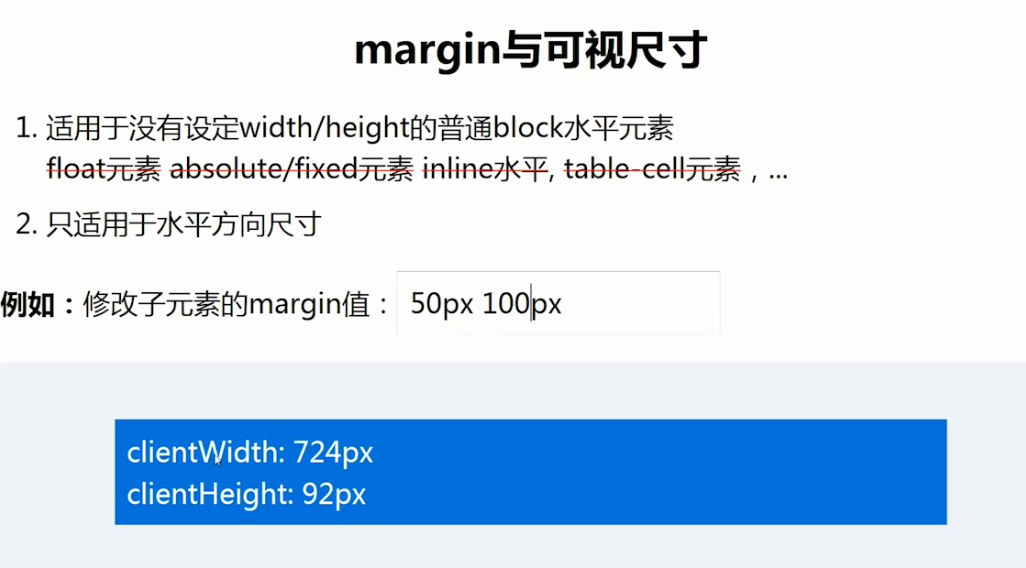 margin与可视尺寸
1. 适用于没有设定width/height的普通block水平元素
float元素 absolute/fixed元素 inline水平, table-cell元素，...
2. 只适用于水平方向尺寸
例如：修改子元素的margin值： 50px 100px
clientWidth: 724px
clientHeight: 92px